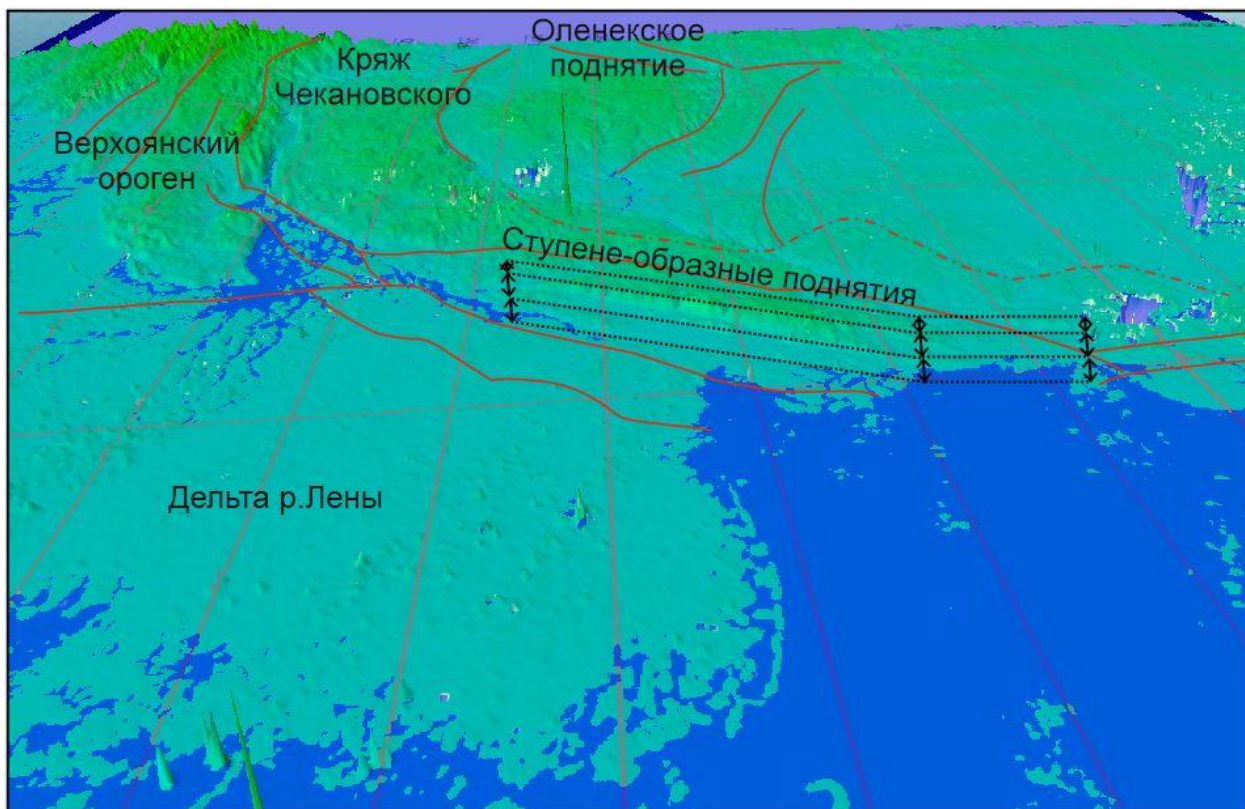 Оленекское
поднятие
Кряж
Чекановского
Верхоянский
ороген
Ступене-образные поднятия
Дельта р.Лены